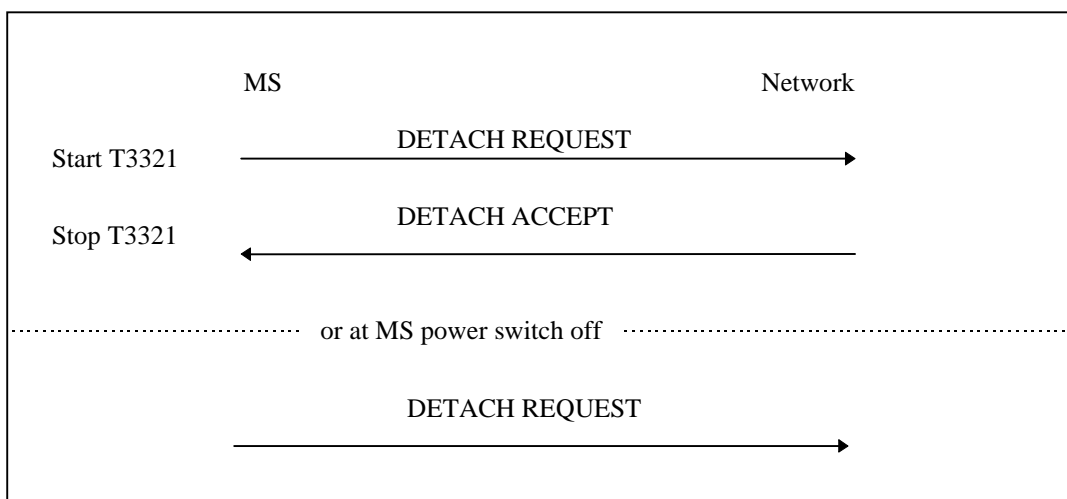 MS Network
Start T3321 DETACH REQUEST
Stop T3321 DETACH ACCEPT
or at MS power switch off
DETACH REQUEST